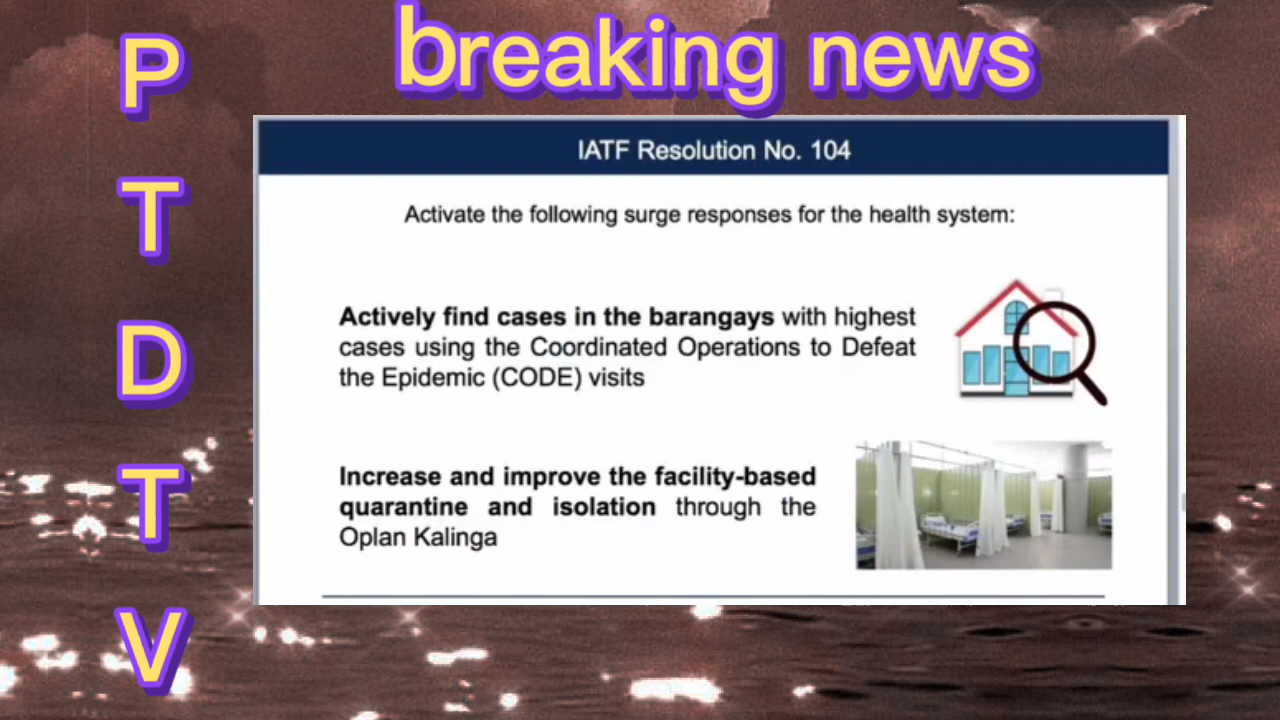 breaking news
P
T
D
T
V
IATF Resolution No. 104
Activate the following surge responses for the health system:
Actively find cases in the barangays with highest
cases using the Coordinated Operations to Defeat
the Epidemic (CODE) visits
Increase and improve the facility-based
quarantine and isolation through the
Oplan Kalinga